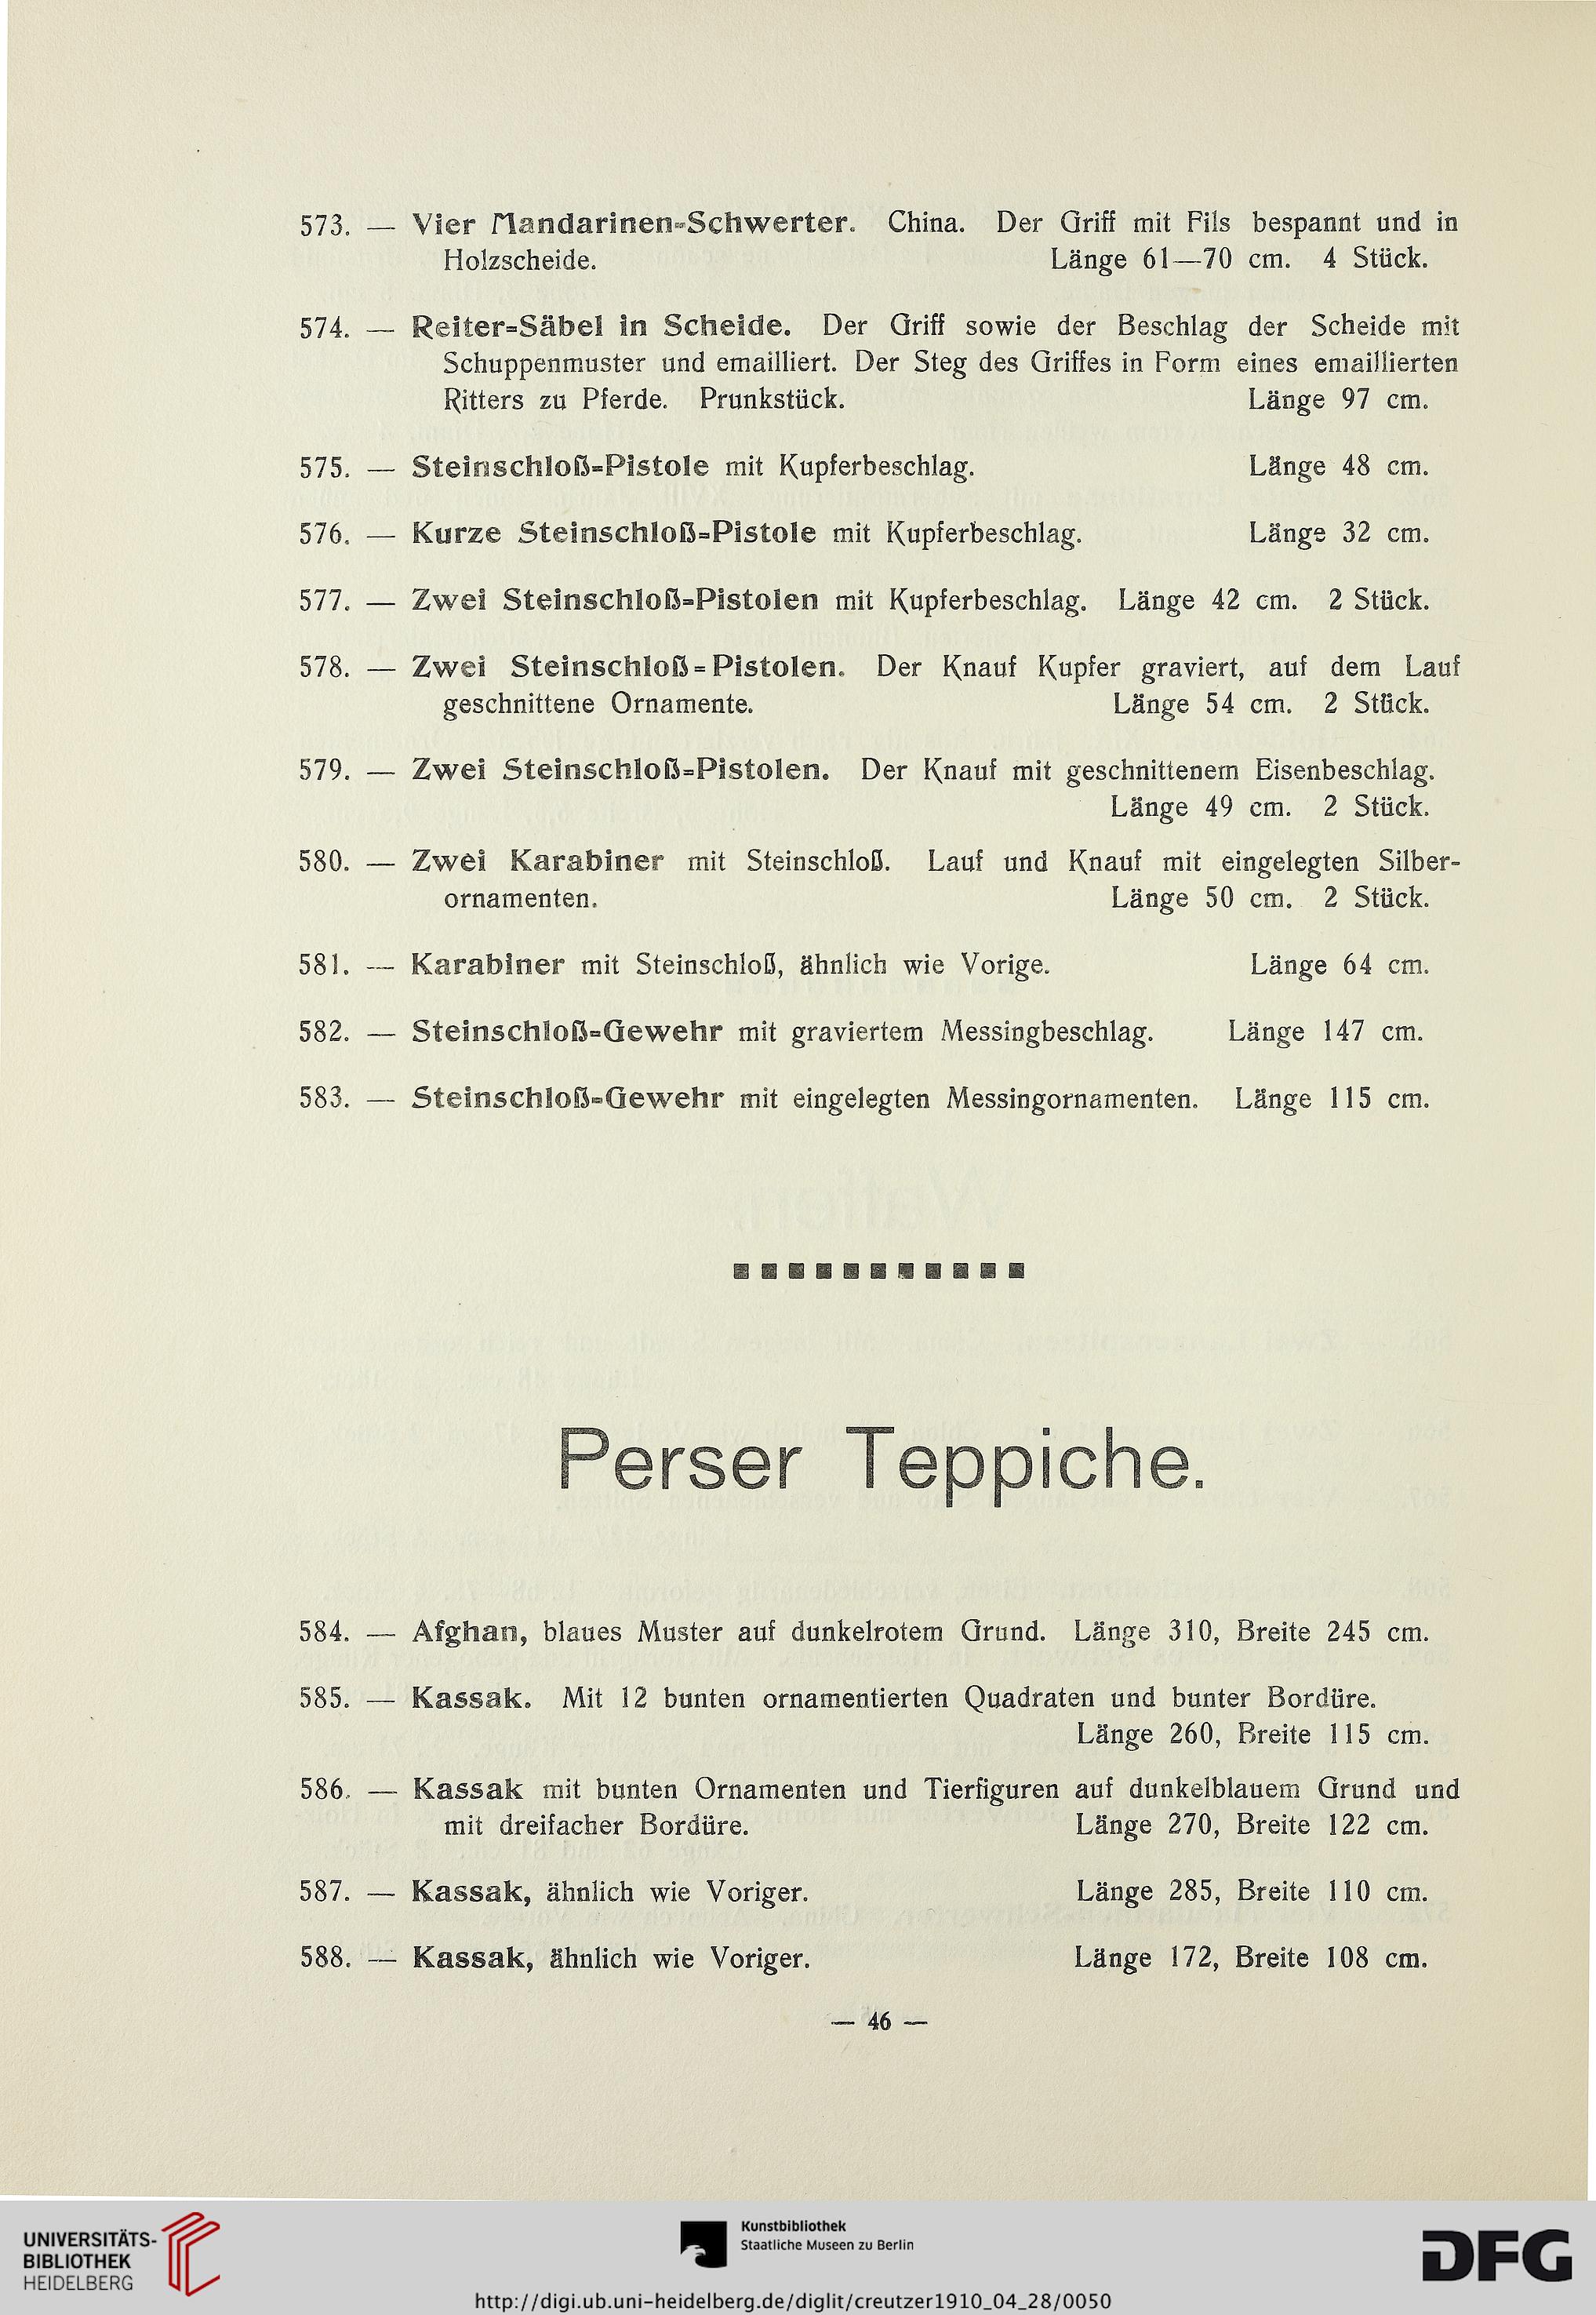 573. — Vier Mandarinen-Schwerter. China. Der Griff mit Fils bespannt und in
Holzscheide. Länge 61—70 cm. 4 Stück.
574. — Reiter-Säbel in Scheide. Der Griff sowie der Beschlag der Scheide mit
Schuppenmuster und emailliert. Der Steg des Griffes in Form eines emaillierten
Ritters zu Pferde. Prunkstück. Länge 97 cm.
575. — Steinschloß-Pistole mit Kupferbeschlag. Länge 48 cm.
576. — Kurze Steinschloß-Pistole mit Kupferbeschlag. Länge 32 cm.
577. — Zwei Steinschloß-Pistolen mit Kupferbeschlag. Länge 42 cm. 2 Stück.
578. — Zwei Steinschloß-Pistolen. Der Knauf Kupfer graviert, auf dem Lauf
geschnittene Ornamente. Länge 54 cm. 2 Stück.
579. — Zwei Steinschloß-Pistolen. Der Knauf mit geschnittenem Eisenbeschlag.
Länge 49 cm. 2 Stück.
580. — Zwei Karabiner mit Steinschloß. Lauf und Knauf mit eingelegten Silber-
ornamenten. Länge 50 cm. 2 Stück.
581. — Karabiner mit Steinschloß, ähnlich wie Vorige. Länge 64 cm.
582. — Steinschloß-Gewehr mit graviertem Messingbeschlag. Länge 147 cm.
583. — Steinschloß-Gewehr mit eingelegten Messingornamenten. Länge 115 cm.
Perser Teppiche.
584. — Afghan, blaues Muster auf dunkelrotem Grund. Länge 310, Breite 245 cm.
585. — Kassak. Mit 12 bunten ornamentierten Quadraten und bunter Bordüre.
Länge 260, Breite 115 cm.
586. — Kassak mit bunten Ornamenten und Tierfiguren auf dunkelblauem Grund und
mit dreifacher Bordüre. Länge 270, Breite 122 cm.
587. — Kassak, ähnlich wie Voriger. Länge 285, Breite 110 cm.
588. — Kassak, ähnlich wie Voriger. Länge 172, Breite 108 cm.
— 46 —
UNIVERSITÄTS-
BIBLIOTHEK
HEIDELBERG
Kunstbibliothek
Staatliche Museen zu Berlin
DFG
http://digi.ub.uni-heidelberg.de/diglit/creutzer1910_04_28/0050